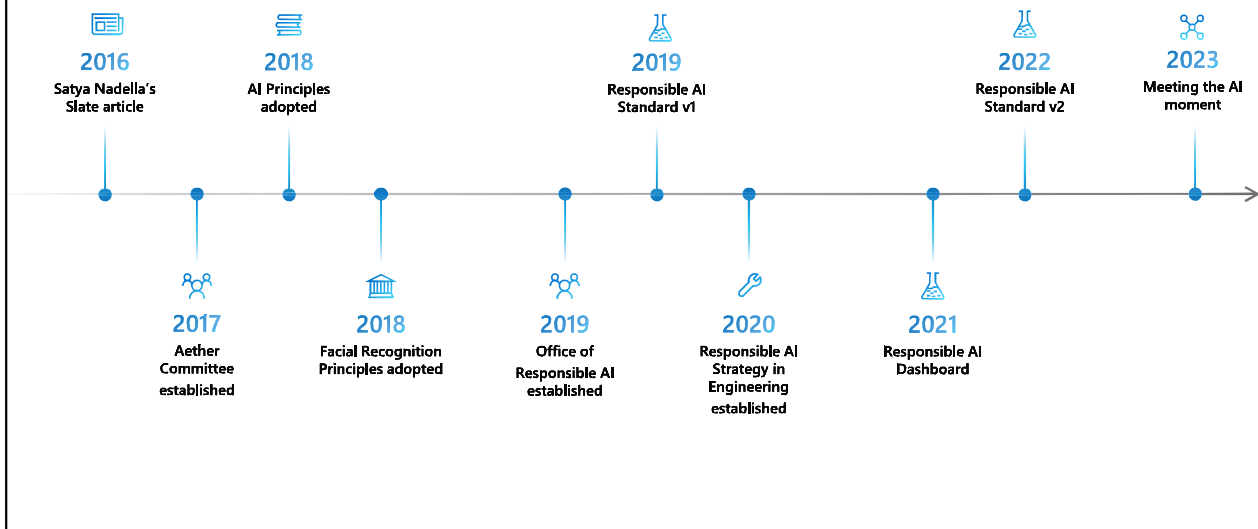 2016
Satya Nadella's
Slate article
2018
AI Principles
adopted
2019
Responsible AI
Standard v1
2022
Responsible AI
Standard v2
2023
Meeting the AI
moment
2017
Aether
Committee
established
2018
Facial Recognition
Principles adopted
2019
Office of
Responsible AI
established
2020
Responsible AI
Strategy in
Engineering
established
2021
Responsible AI
Dashboard